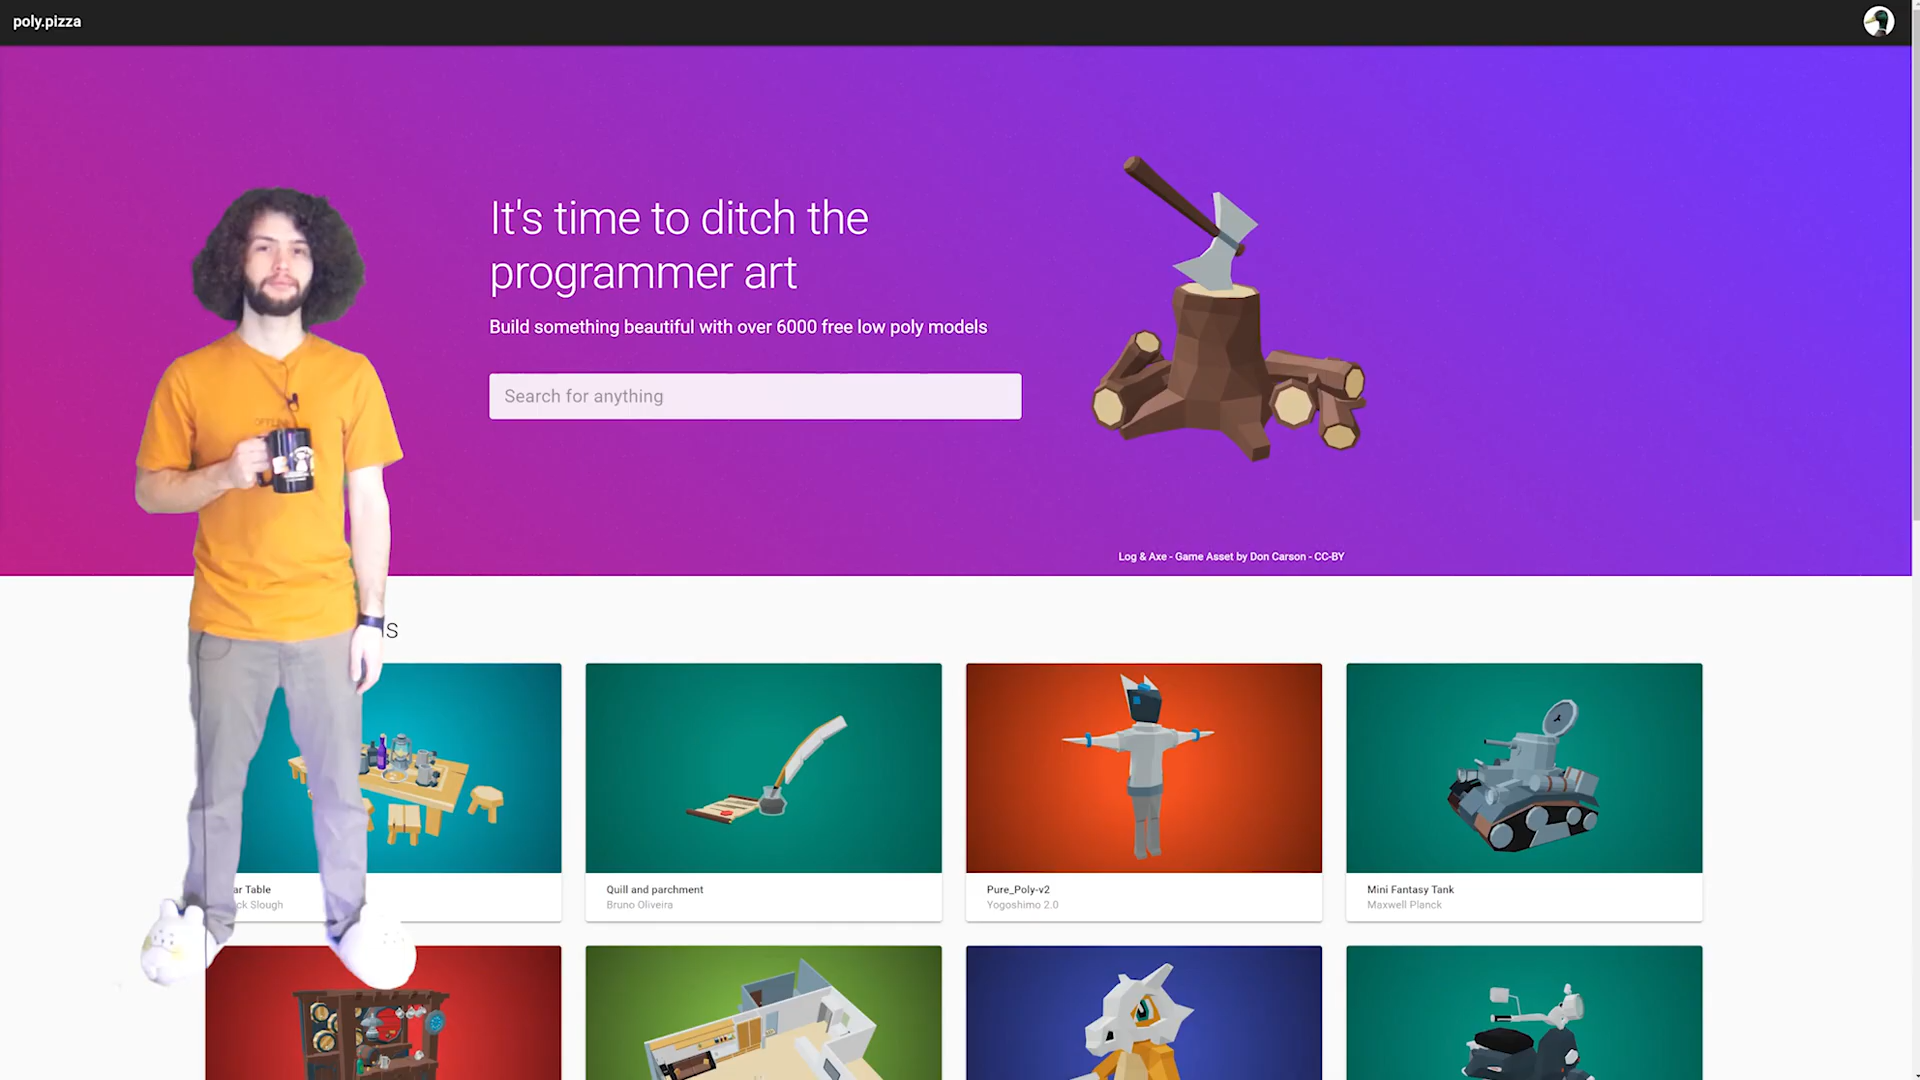 poly.pizza
It's time to ditch the
programmer art
Build something beautiful with over 6000 free low poly models
Search for anything
Log & Axe - Game Asset by Don Carson - CC-BY
Table
Slough
Quill and parchment
Bruno Oliveira
Pure_Poly-v2
Yogoshimo 2.0
Mini Fantasy Tank
Maxwell Planck